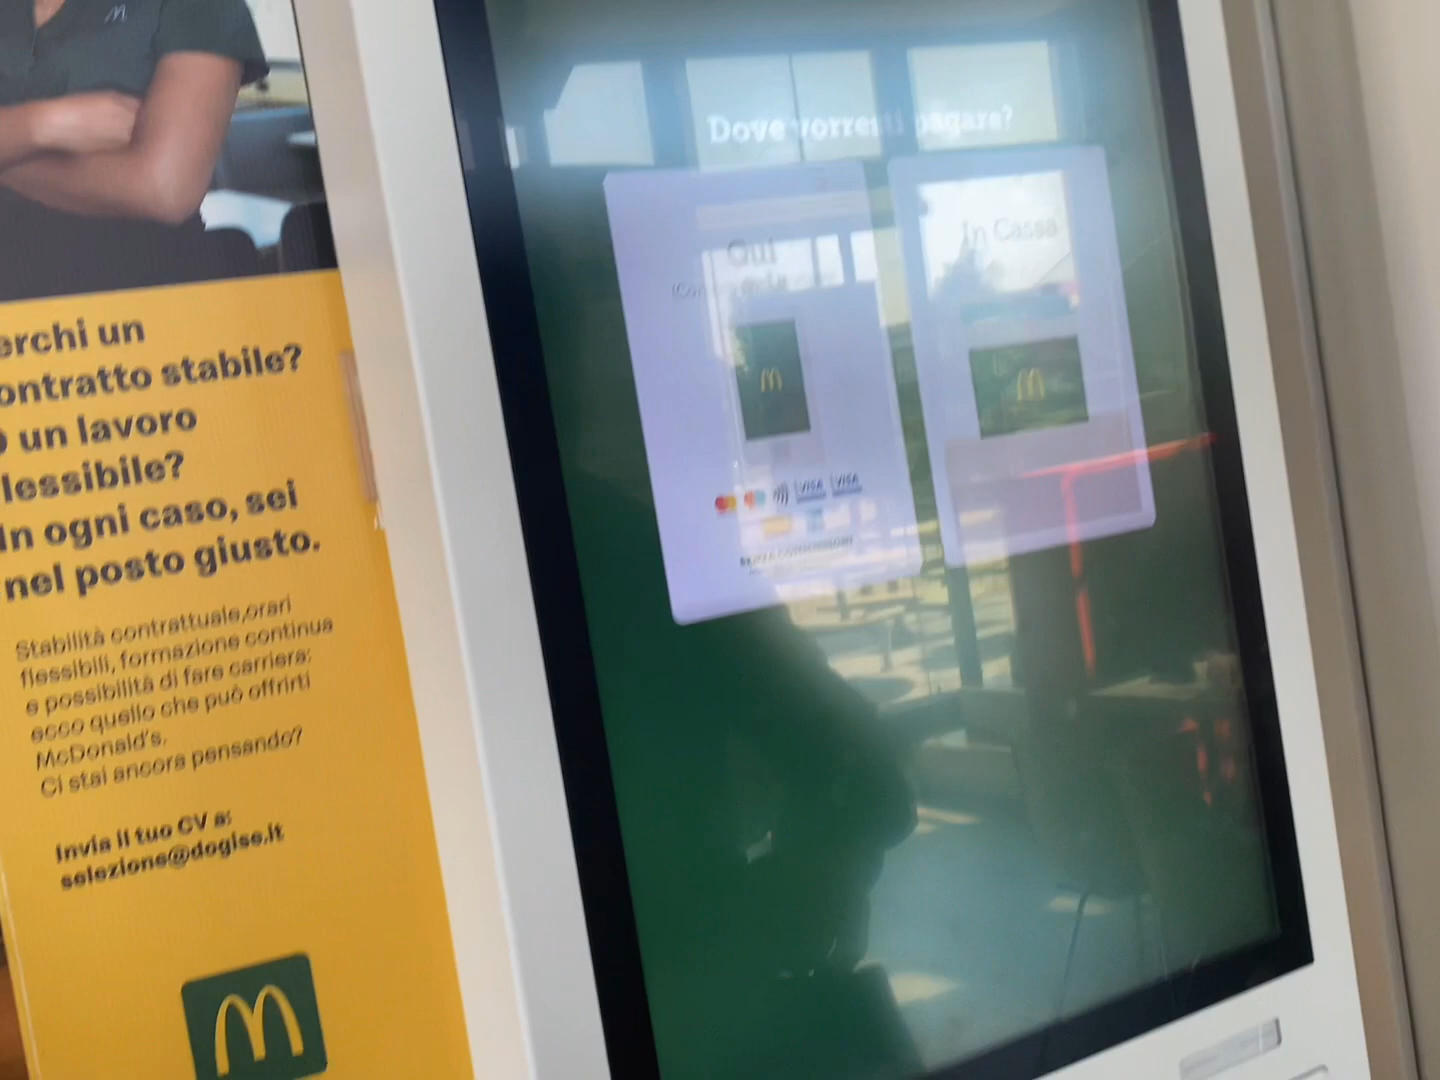 erchi un
ontratto stabile?
un lavoro
lessibile?
In ogni caso, sei
nel posto giusto.
Stabilità contrattuale,orari
flessibili, formazione continua
e possibilità di fare carriera:
ecco quello che può offrirti
McDonald's.
Ci stai ancora pensando?
Invia il tuo CV a:
selezione@dogise.it
Dove vorresti pagare?
Qui
In Cassa
VISA VISA